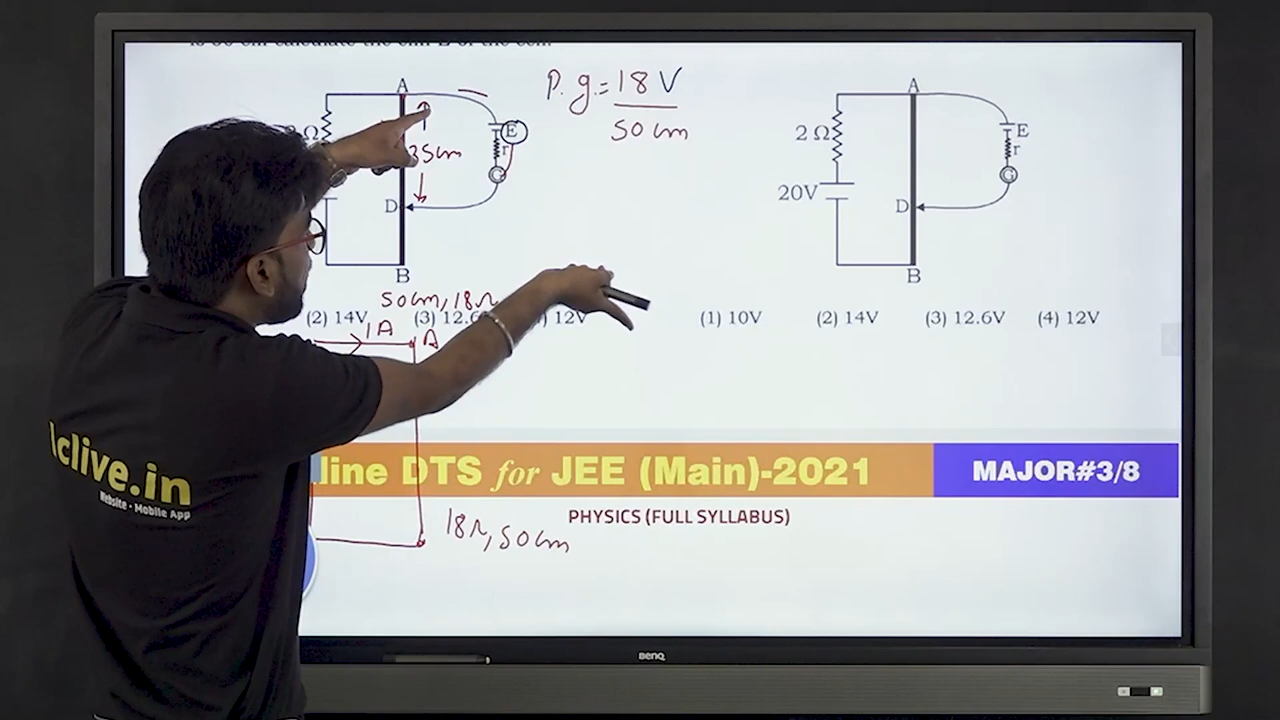 A
E
r
G
35cm
D
B
P.g. = 18 V
50 cm
A
2 Ω
E
r
G
20V
D
B
50cm, 18Ω
(2) 14V (3) 12.6 12V
(1) 10V (2) 14V (3) 12.6V (4) 12V
1A A
line DTS for JEE (Main)-2021 MAJOR#3/8
PHYSICS (FULL SYLLABUS)
18Ω, 50cm
lclive.in
Website · Mobile App
BenQ